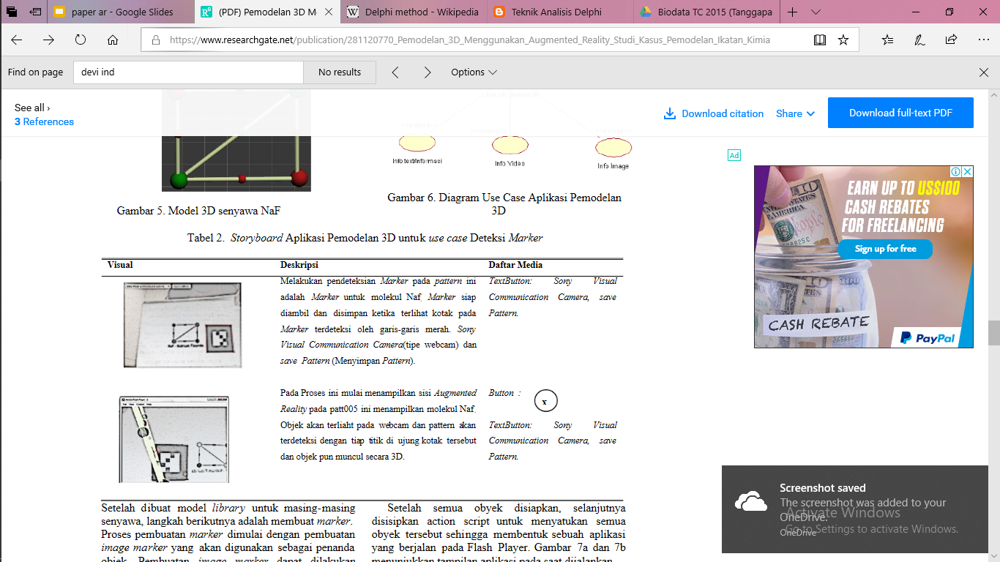 paper ar - Google Slides
(PDF) Pemodelan 3D M
Delphi method - Wikipedia
Teknik Analisis Delphi
Biodata TC 2015 (Tanggapa
https://www.researchgate.net/publication/281120770_Pemodelan_3D_Menggunakan_Augmented_Reality_Studi_Kasus_Pemodelan_Ikatan_Kimia
Find on page
devi ind
No results
Options
See all ›
3 References
Download citation
Share
Download full-text PDF
Info text/Informasi
Info Video
Info Image
Gambar 5. Model 3D senyawa NaF
Gambar 6. Diagram Use Case Aplikasi Pemodelan
3D
Tabel 2. Storyboard Aplikasi Pemodelan 3D untuk use case Deteksi Marker
Visual Deskripsi Daftar Media
Melakukan pendeteksian Marker pada pattern ini
adalah Marker untuk molekul Naf, Marker siap
diambil dan disimpan ketika terlihat kotak pada
Marker terdeteksi oleh garis-garis merah. Sony
Visual Communication Camera(tipe webcam) dan
save Pattern (Menyimpan Pattern).
TextButton: Sony Visual
Communication Camera, save
Pattern.
Pada Proses ini mulai menampilkan sisi Augmented
Reality pada patt005 ini menampilkan molekul Naf.
Objek akan terliaht pada webcam dan pattern akan
terdeteksi dengan tiap titik di ujung kotak tersebut
dan objek pun muncul secara 3D.
Button :
x
TextButton: Sony Visual
Communication Camera, save
Pattern.
Setelah dibuat model library untuk masing-masing
senyawa, langkah berikutnya adalah membuat marker.
Proses pembuatan marker dimulai dengan pembuatan
image marker yang akan digunakan sebagai penanda
objek. Pembuatan image marker dapat dilakukan
Setelah semua obyek disiapkan, selanjutnya
disisipkan action script untuk menyatukan semua
obyek tersebut sehingga membentuk sebuah aplikasi
yang berjalan pada Flash Player. Gambar 7a dan 7b
menunjukkan tampilan aplikasi pada saat dijalankan
Ad
EARN UP TO US$100
CASH REBATES
FOR FREELANCING
Sign up for free
CASH REBATE
PayPal
Screenshot saved
The screenshot was added to your
OneDrive.
OneDrive
Activate Windows
Go to Settings to activate Windows.